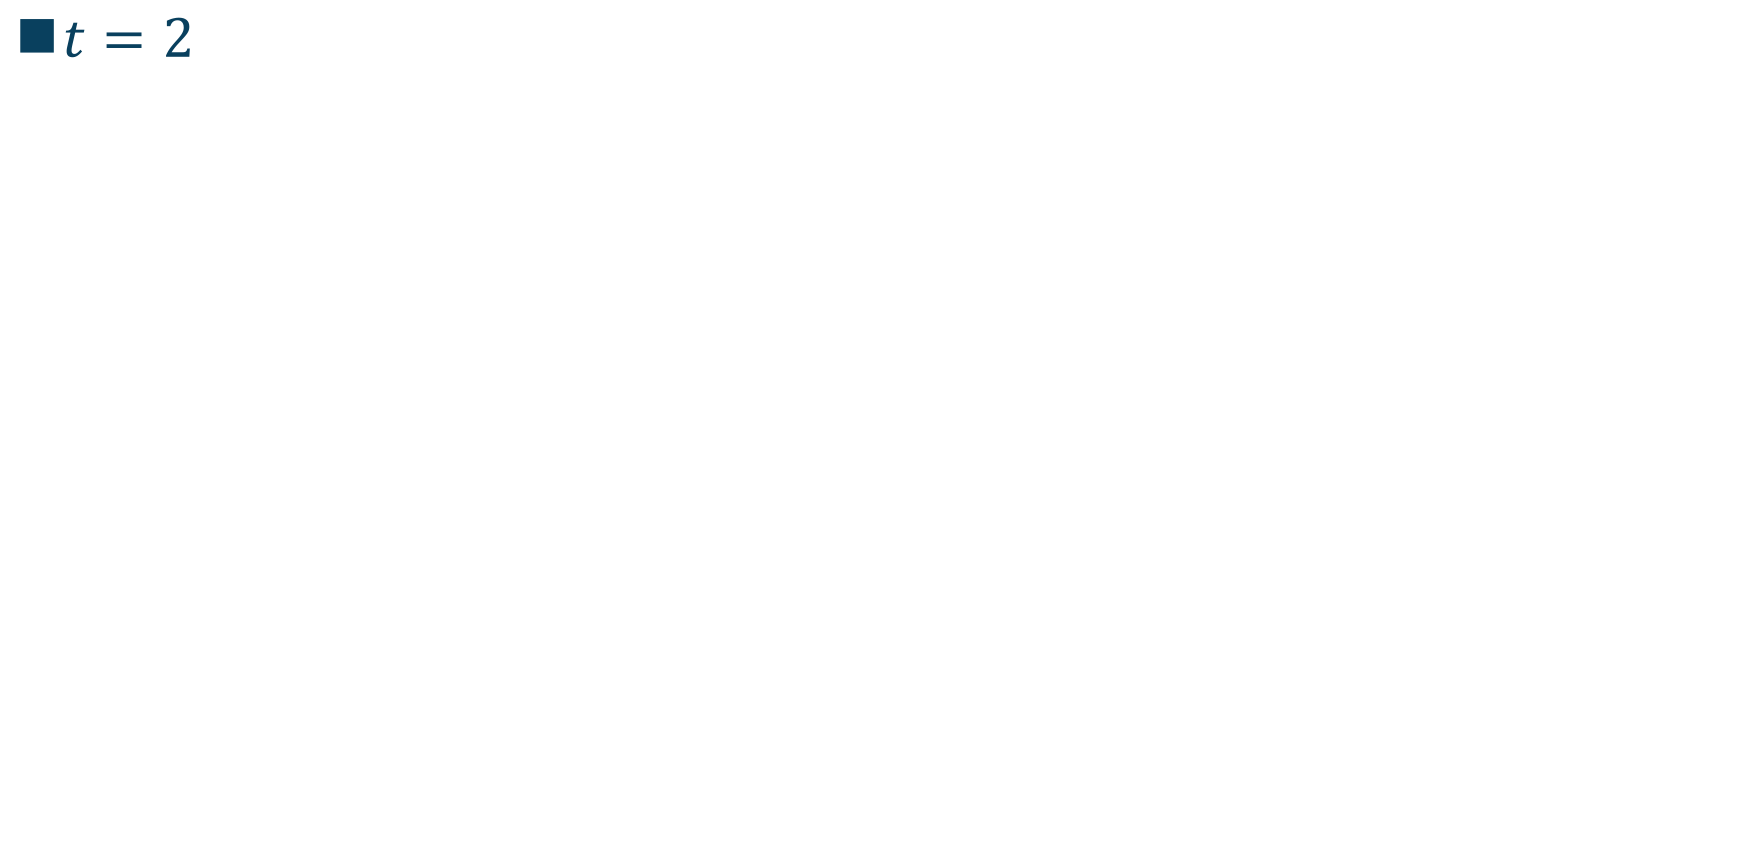 ■ t = 2